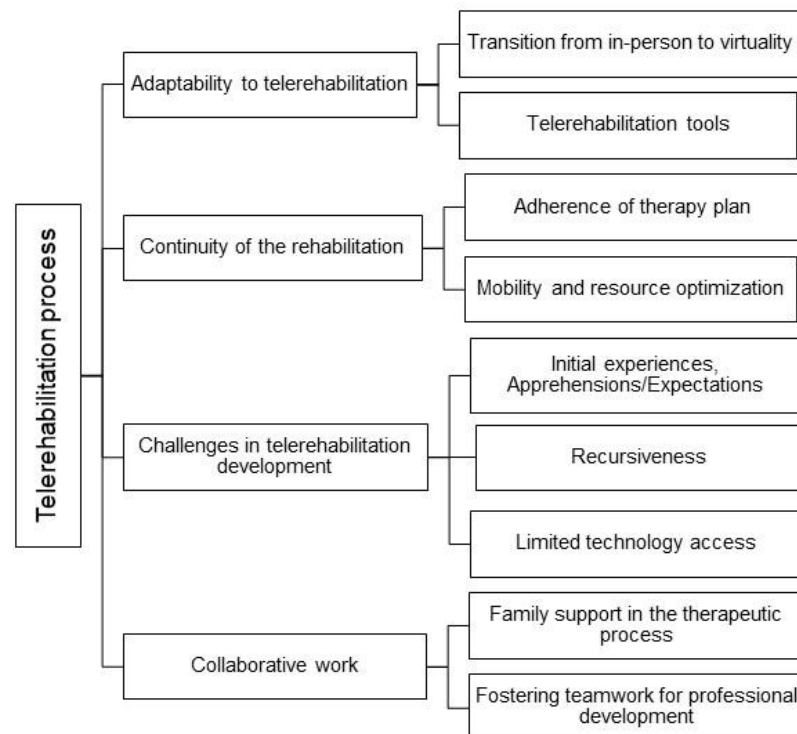 Telerehabilitation process
Adaptability to telerehabilitation
Transition from in-person to virtuality
Telerehabilitation tools
Continuity of the rehabilitation
Adherence of therapy plan
Mobility and resource optimization
Challenges in telerehabilitation
development
Initial experiences,
Apprehensions/Expectations
Recursiveness
Limited technology access
Collaborative work
Family support in the therapeutic
process
Fostering teamwork for professional
development